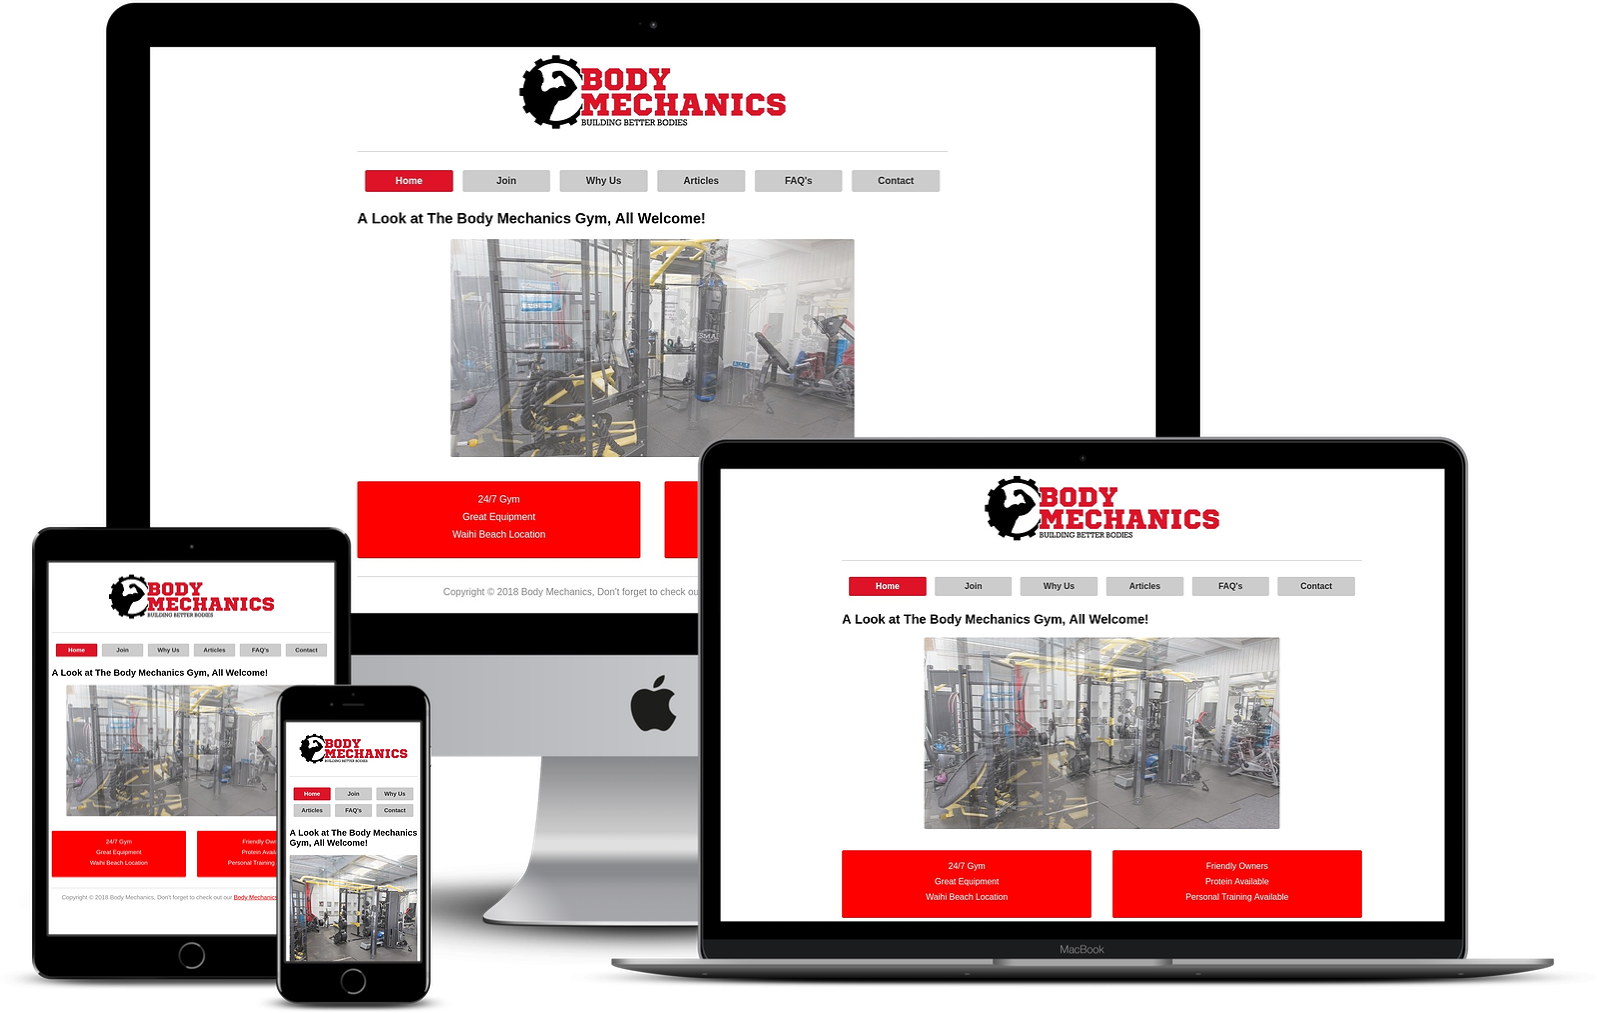 BODY
MECHANICS
BUILDING BETTER BODIES
Home Join Why Us Articles FAQ's Contact
A Look at The Body Mechanics Gym, All Welcome!
24/7 Gym
Great Equipment
Waihi Beach Location
Copyright © 2018 Body Mechanics, Don't forget to check ou
BODY
MECHANICS
BUILDING BETTER BODIES
Home Join Why Us Articles FAQ's Contact
A Look at The Body Mechanics Gym, All Welcome!
24/7 Gym
Great Equipment
Waihi Beach Location
Friendly Owners
Protein Available
Personal Training Available
MacBook
BODY
MECHANICS
BUILDING BETTER BODIES
Home Join Why Us Articles FAQ's Contact
A Look at The Body Mechanics Gym, All Welcome!
24/7 Gym
Great Equipment
Waihi Beach Location
Friendly Own
Protein Avail
Personal Training
Copyright © 2018 Body Mechanics, Don't forget to check out our Body Mechanics
BODY
MECHANICS
BUILDING BETTER BODIES
Home Join Why Us
Articles FAQ's Contact
A Look at The Body Mechanics
Gym, All Welcome!